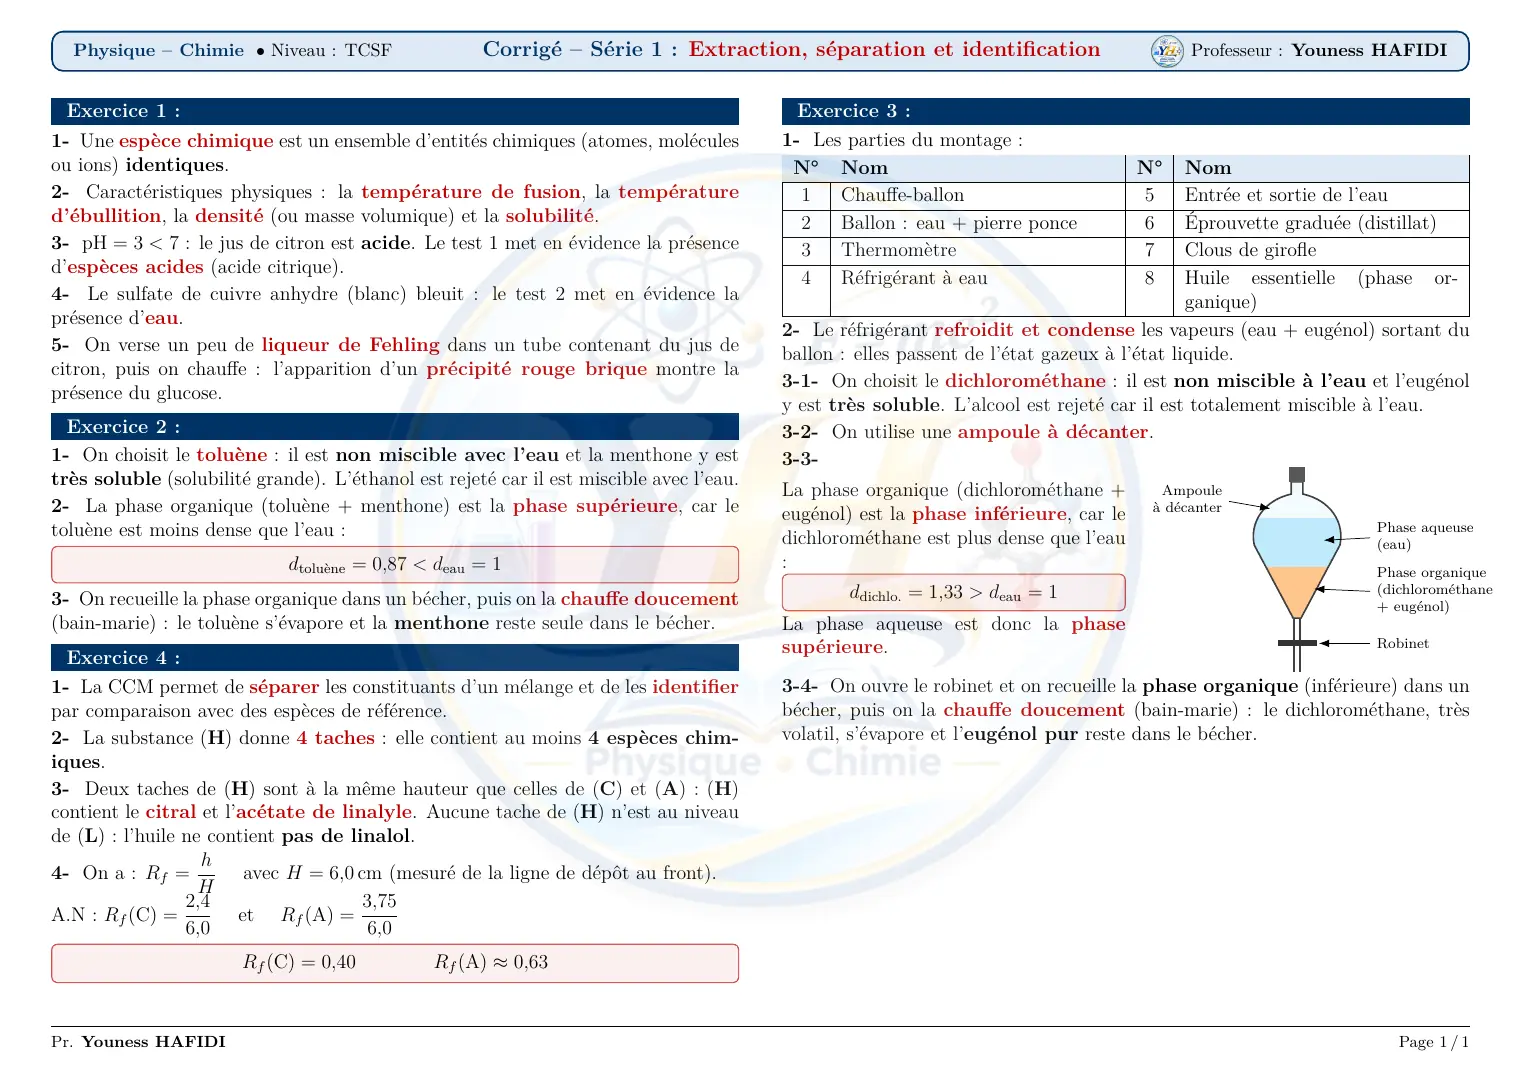 Physique – Chimie • Niveau : TCSF
Corrigé – Série 1 : Extraction, séparation et identification
Professeur : Youness HAFIDI
Exercice 1 :
1- Une espèce chimique est un ensemble d'entités chimiques (atomes, molécules
ou ions) identiques.
2- Caractéristiques physiques : la température de fusion, la température
d'ébullition, la densité (ou masse volumique) et la solubilité.
3- pH = 3 < 7 : le jus de citron est acide. Le test 1 met en évidence la présence
d'espèces acides (acide citrique).
4- Le sulfate de cuivre anhydre (blanc) bleuit : le test 2 met en évidence la
présence d'eau.
5- On verse un peu de liqueur de Fehling dans un tube contenant du jus de
citron, puis on chauffe : l'apparition d'un précipité rouge brique montre la
présence du glucose.
Exercice 2 :
1- On choisit le toluène : il est non miscible avec l'eau et la menthone y est
très soluble (solubilité grande). L'éthanol est rejeté car il est miscible avec l'eau.
2- La phase organique (toluène + menthone) est la phase supérieure, car le
toluène est moins dense que l'eau :
d toluène = 0,87 < d eau = 1
3- On recueille la phase organique dans un bécher, puis on la chauffe doucement
(bain-marie) : le toluène s'évapore et la menthone reste seule dans le bécher.
Exercice 4 :
1- La CCM permet de séparer les constituants d'un mélange et de les identifier
par comparaison avec des espèces de référence.
2- La substance (H) donne 4 taches : elle contient au moins 4 espèces chim-
iques.
3- Deux taches de (H) sont à la même hauteur que celles de (C) et (A) : (H)
contient le citral et l'acétate de linalyle. Aucune tache de (H) n'est au niveau
de (L) : l'huile ne contient pas de linalol.
4- On a : Rf = h/H avec H = 6,0 cm (mesuré de la ligne de dépôt au front).
A.N : Rf(C) = 2,4/6,0 et Rf(A) = 3,75/6,0
Rf(C) = 0,40 Rf(A) ≈ 0,63
Exercice 3 :
1- Les parties du montage :
N° Nom N° Nom
1 Chauffe-ballon 5 Entrée et sortie de l'eau
2 Ballon : eau + pierre ponce 6 Éprouvette graduée (distillat)
3 Thermomètre 7 Clous de girofle
4 Réfrigérant à eau 8 Huile essentielle (phase or-
ganique)
2- Le réfrigérant refroidit et condense les vapeurs (eau + eugénol) sortant du
ballon : elles passent de l'état gazeux à l'état liquide.
3-1- On choisit le dichlorométhane : il est non miscible à l'eau et l'eugénol
y est très soluble. L'alcool est rejeté car il est totalement miscible à l'eau.
3-2- On utilise une ampoule à décanter.
3-3-
La phase organique (dichlorométhane +
eugénol) est la phase inférieure, car le
dichlorométhane est plus dense que l'eau
:
d dichlo. = 1,33 > d eau = 1
La phase aqueuse est donc la phase
supérieure.
Ampoule
à décanter
Phase aqueuse
(eau)
Phase organique
(dichlorométhane
+ eugénol)
Robinet
3-4- On ouvre le robinet et on recueille la phase organique (inférieure) dans un
bécher, puis on la chauffe doucement (bain-marie) : le dichlorométhane, très
volatil, s'évapore et l'eugénol pur reste dans le bécher.
E=mc²
YH
Physique • Chimie
Pr. Youness HAFIDI
Page 1 / 1